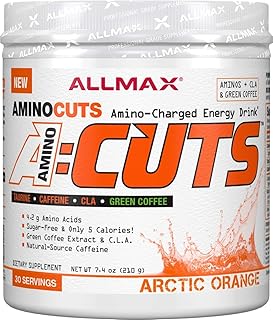 ALLMAX®
NEW
AMINOCUTS Amino-Charged Energy Drink*
AMINOS + CLA
& GREEN COFFEE
A:CUTS
AMINO
TAURINE • CAFFEINE • CLA • GREEN COFFEE
• 4.2 g Amino Acids
• Sugar-Free & Only 5 Calories!
• Green Coffee Extract & C.L.A.
• Natural-Source Caffeine
DIETARY SUPPLEMENT NET WT. 7.4 oz (210 g)
30 SERVINGS
ARCTIC ORANGE